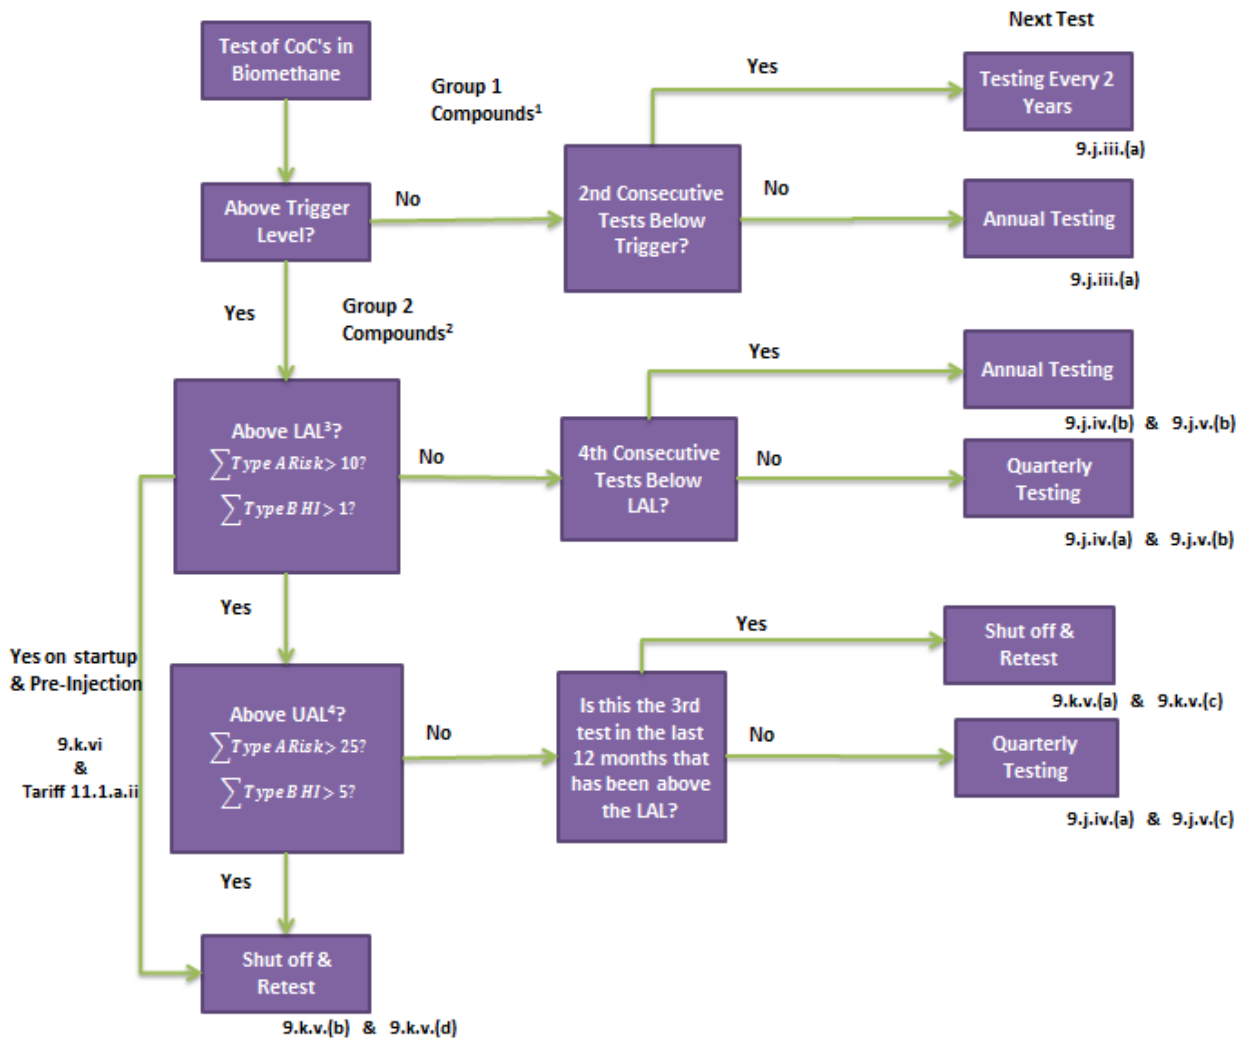 Next Test
Test of CoC's in
Biomethane
Group 1
Compounds¹
Yes
Testing Every 2
Years
9.j.iii.(a)
Above Trigger
Level?
No
2nd Consecutive
Tests Below
Trigger?
No
Annual Testing
9.j.iii.(a)
Yes
Group 2
Compounds²
Yes
Annual Testing
9.j.iv.(b) & 9.j.v.(b)
Above LAL³?
∑Type A Risk > 10?
∑Type B HI > 1?
No
4th Consecutive
Tests Below
LAL?
No
Quarterly
Testing
9.j.iv.(a) & 9.j.v.(b)
Yes
Yes on startup
& Pre-Injection
9.k.vi
&
Tariff 11.1.a.ii
Yes
Shut off &
Retest
9.k.v.(a) & 9.k.v.(c)
Above UAL⁴?
∑Type A Risk > 25?
∑Type B HI > 5?
No
Is this the 3rd
test in the last
12 months that
has been above
the LAL?
No
Quarterly
Testing
9.j.iv.(a) & 9.j.v.(c)
Yes
Shut off &
Retest
9.k.v.(b) & 9.k.v.(d)